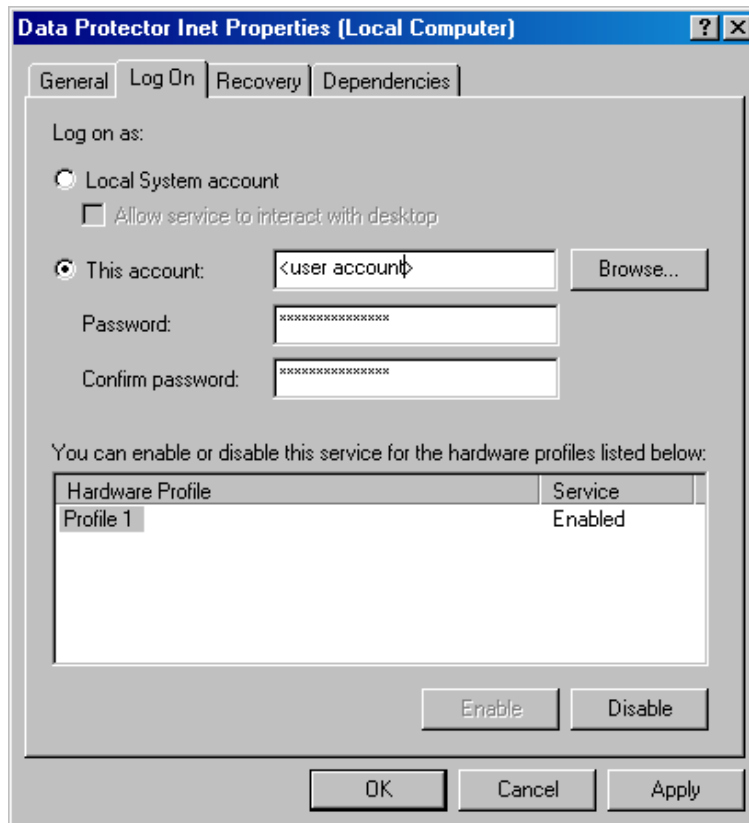 Data Protector Inet Properties (Local Computer)
General Log On Recovery Dependencies
Log on as:
Local System account
Allow service to interact with desktop
This account: <user account> Browse...
Password: ***************
Confirm password: ***************
You can enable or disable this service for the hardware profiles listed below:
Hardware Profile Service
Profile 1 Enabled
Enable Disable
OK Cancel Apply